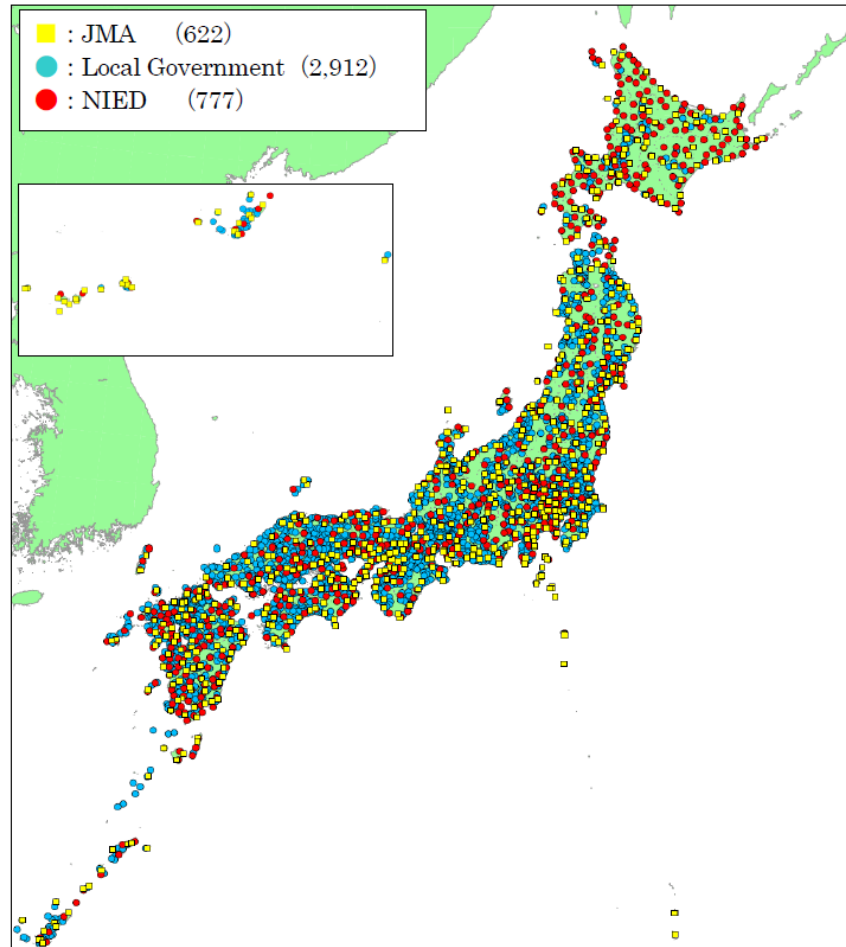 : JMA (622)
: Local Government (2,912)
: NIED (777)